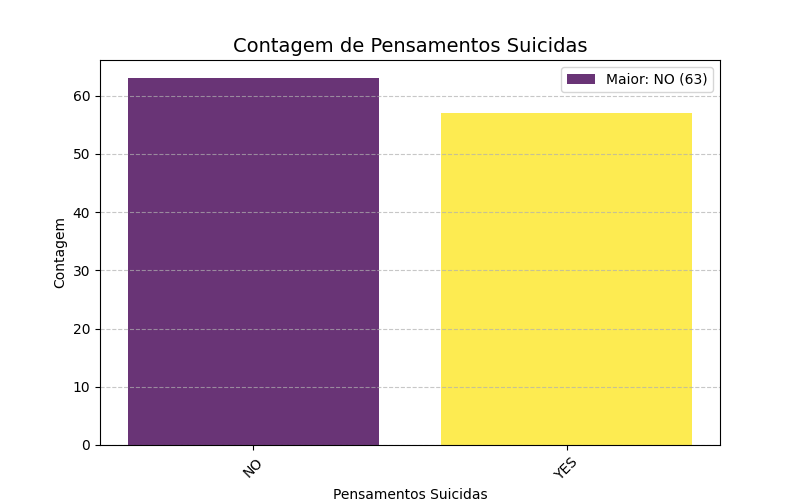 Contagem de Pensamentos Suicidas
Maior: NO (63)
60
50
40
30
20
10
0
Contagem
NO
YES
Pensamentos Suicidas